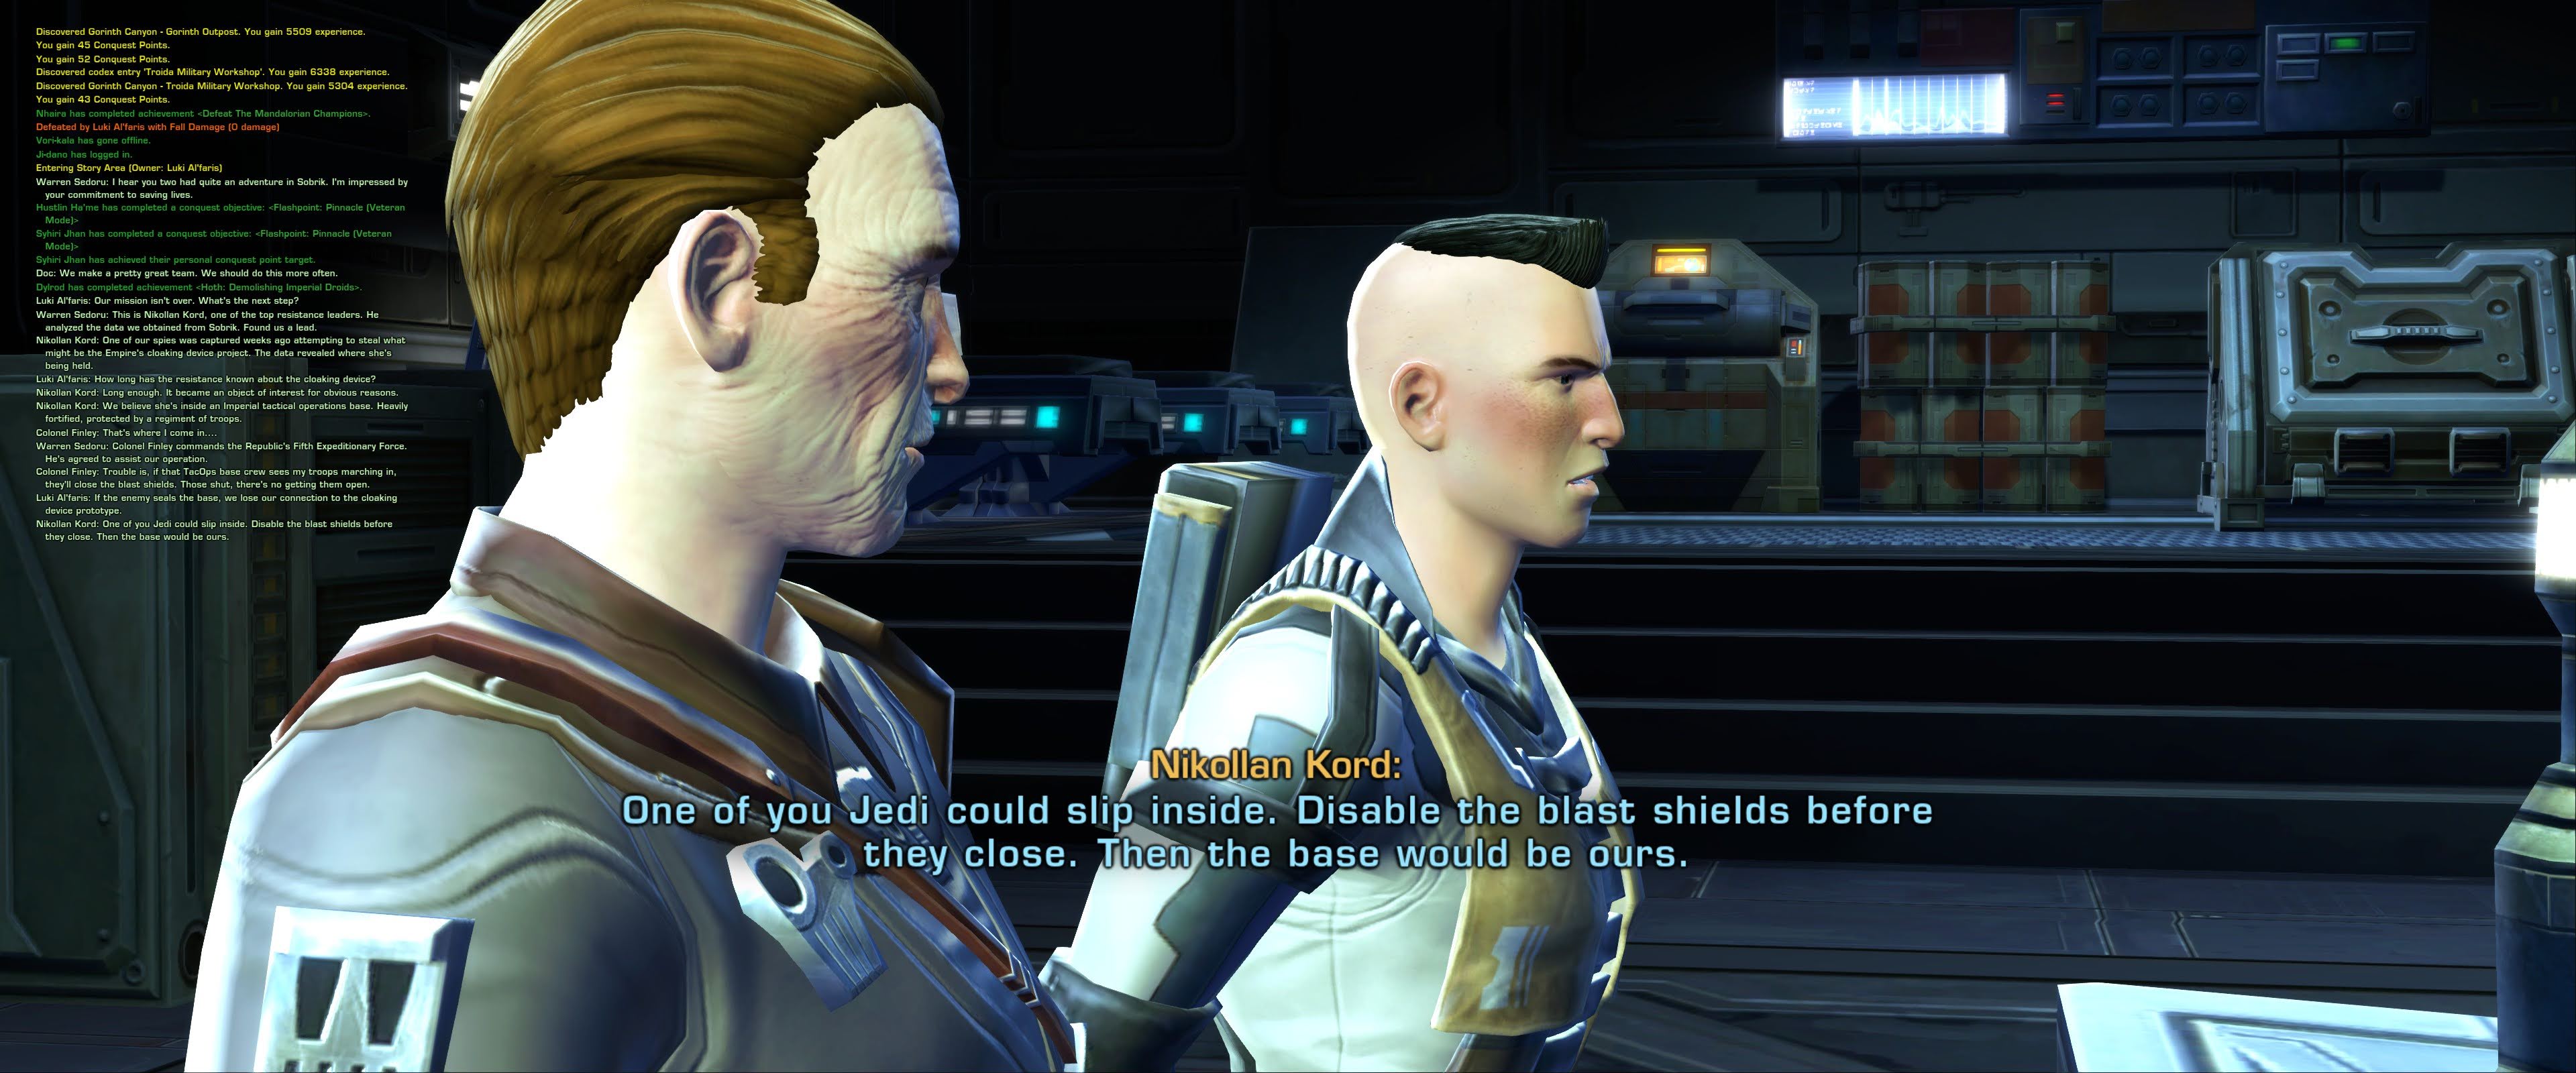 Discovered Gorinth Canyon - Gorinth Outpost. You gain 5509 experience.
You gain 45 Conquest Points.
You gain 52 Conquest Points.
Discovered codex entry 'Troida Military Workshop'. You gain 6338 experience.
Discovered Gorinth Canyon - Troida Military Workshop. You gain 5304 experience.
You gain 43 Conquest Points.
Nhaira has completed achievement <Defeat The Mandalorian Champions>.
Defeated by Luki Al'faris with Fall Damage (0 damage)
Vori-kala has gone offline.
Ji-dano has logged in.
Entering Story Area (Owner: Luki Al'faris)
Warren Sedoru: I hear you two had quite an adventure in Sobrik. I'm impressed by
your commitment to saving lives.
Hustlin Ha'me has completed a conquest objective: <Flashpoint: Pinnacle (Veteran
Mode)>
Syhiri Jhan has completed a conquest objective: <Flashpoint: Pinnacle (Veteran
Mode)>
Syhiri Jhan has achieved their personal conquest point target.
Doc: We make a pretty great team. We should do this more often.
Dylrod has completed achievement <Hoth: Demolishing Imperial Droids>.
Luki Al'faris: Our mission isn't over. What's the next step?
Warren Sedoru: This is Nikollan Kord, one of the top resistance leaders. He
analyzed the data we obtained from Sobrik. Found us a lead.
Nikollan Kord: One of our spies was captured weeks ago attempting to steal what
might be the Empire's cloaking device project. The data revealed where she's
being held.
Luki Al'faris: How long has the resistance known about the cloaking device?
Nikollan Kord: Long enough. It became an object of interest for obvious reasons.
Nikollan Kord: We believe she's inside an Imperial tactical operations base. Heavily
fortified, protected by a regiment of troops.
Colonel Finley: That's where I come in....
Warren Sedoru: Colonel Finley commands the Republic's Fifth Expeditionary Force.
He's agreed to assist our operation.
Colonel Finley: Trouble is, if that TacOps base crew sees my troops marching in,
they'll close the blast shields. Those shut, there's no getting them open.
Luki Al'faris: If the enemy seals the base, we lose our connection to the cloaking
device prototype.
Nikollan Kord: One of you Jedi could slip inside. Disable the blast shields before
they close. Then the base would be ours.
Nikollan Kord:
One of you Jedi could slip inside. Disable the blast shields before
they close. Then the base would be ours.